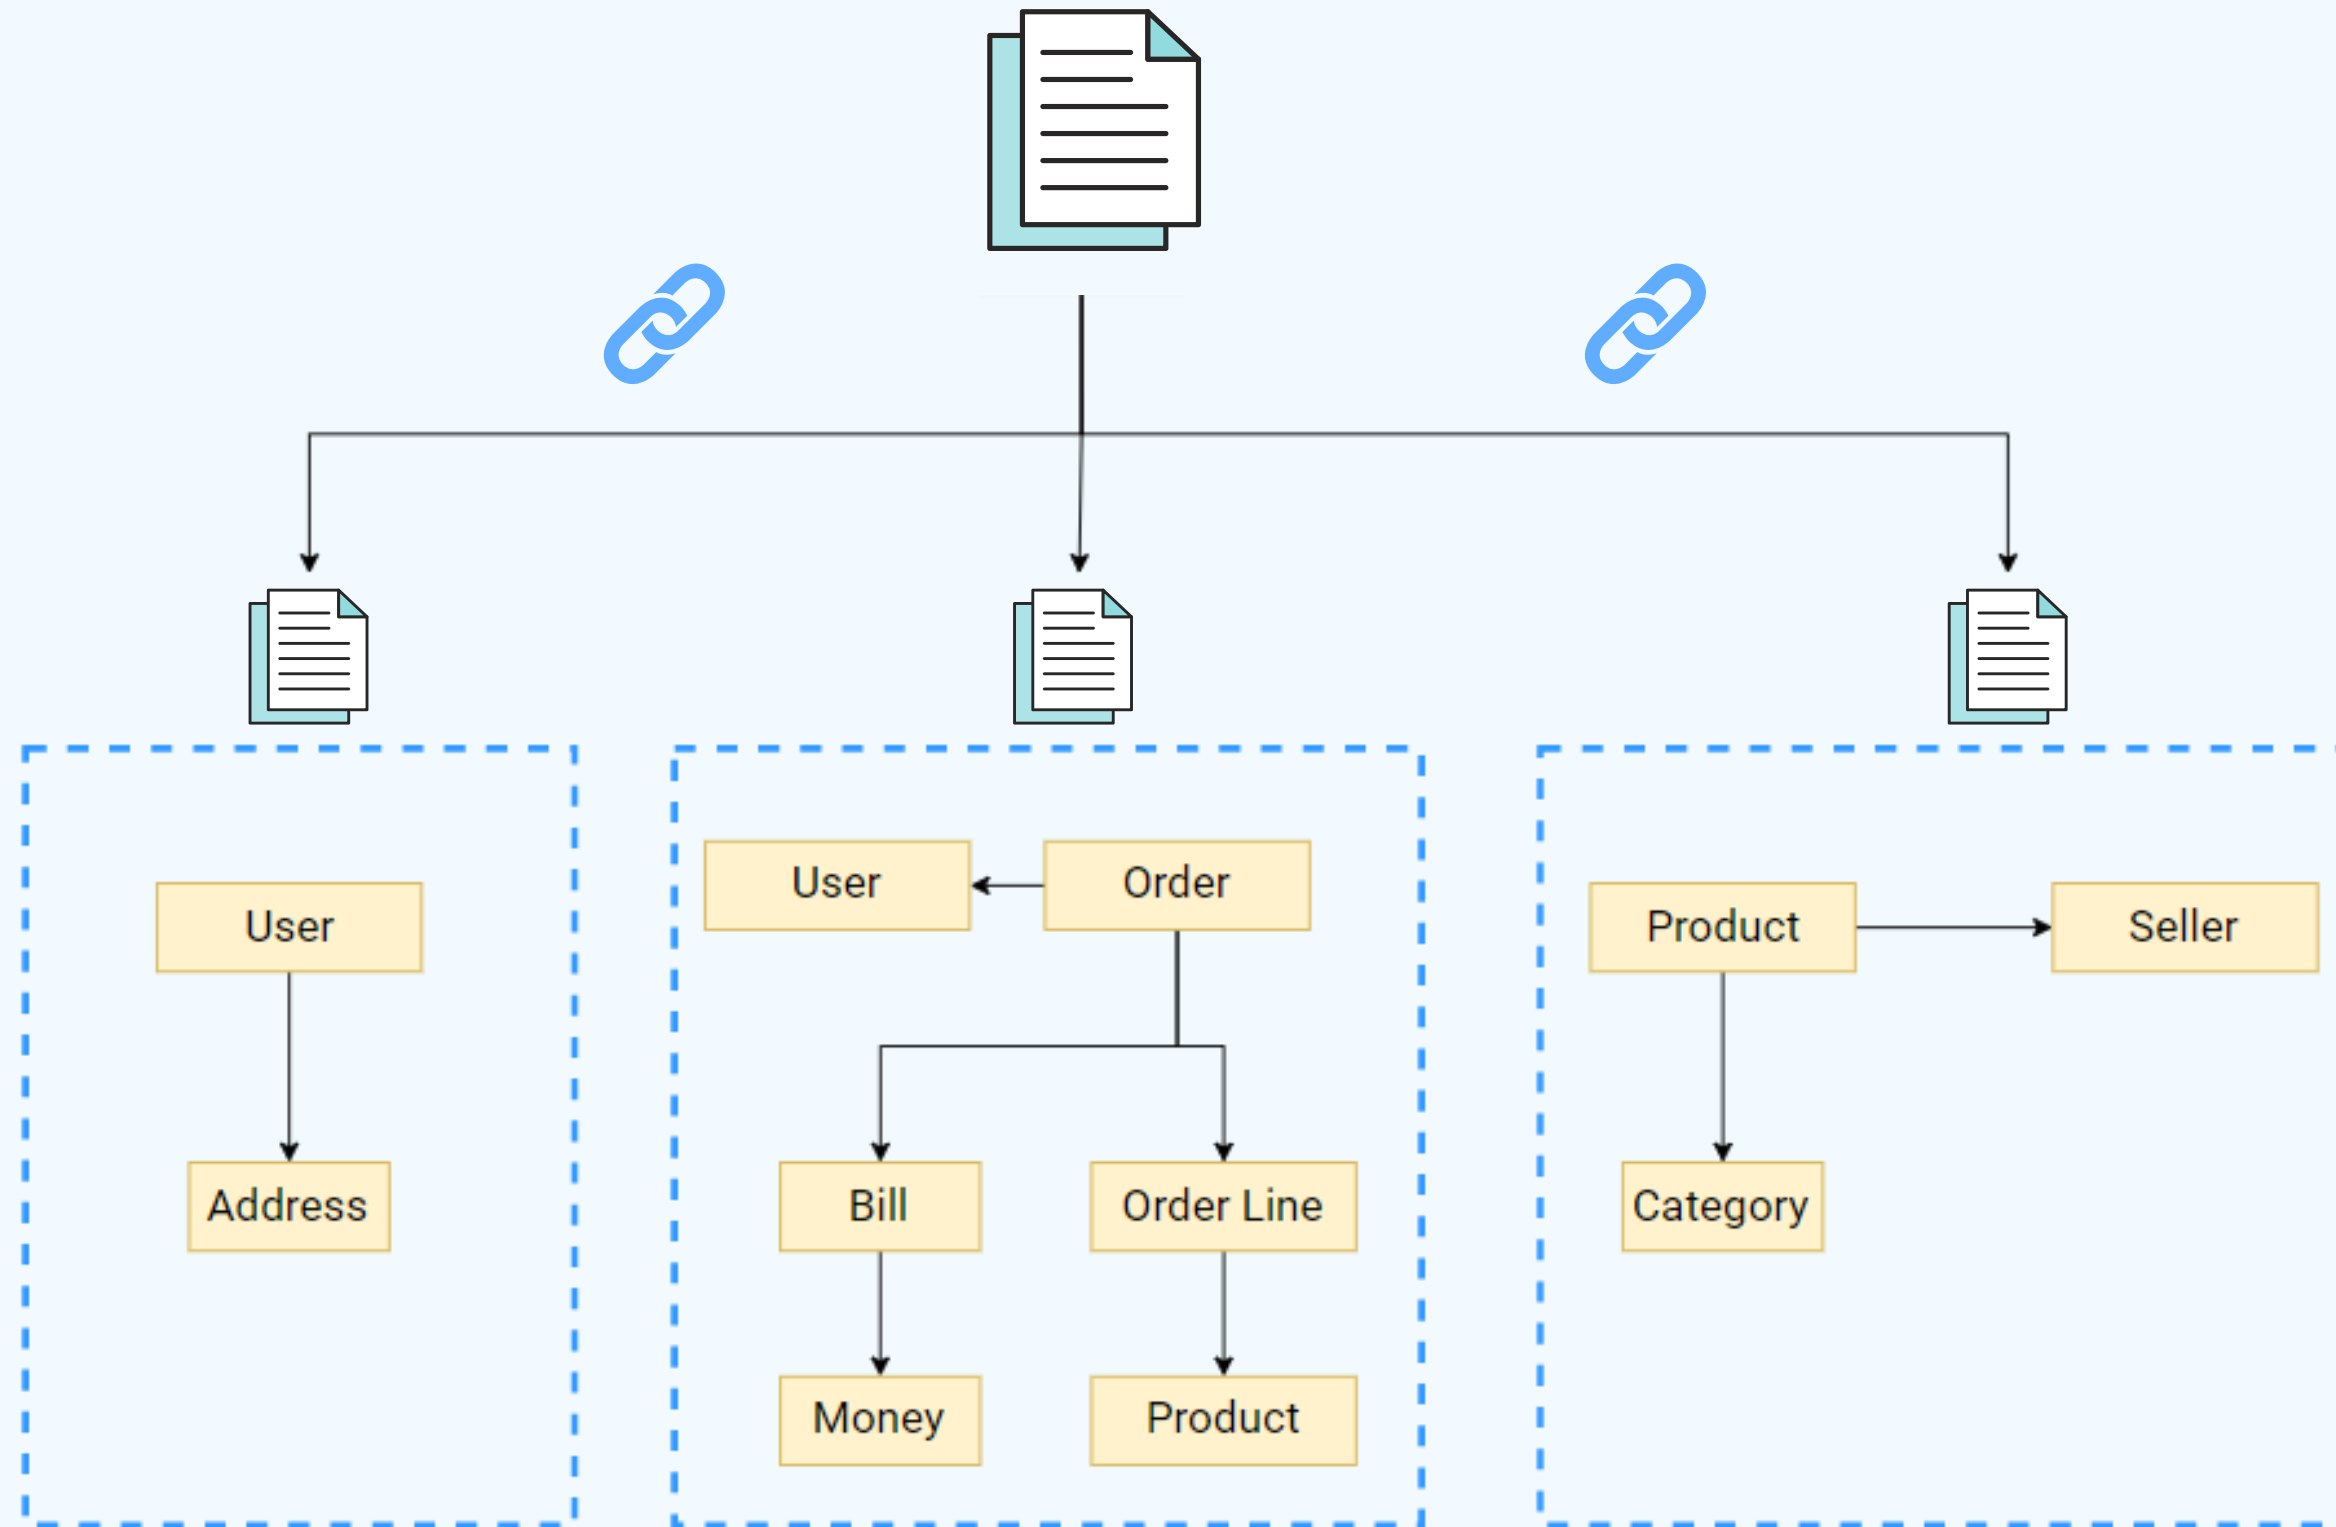 User
Address
User
Order
Bill
Order Line
Money
Product
Product
Seller
Category